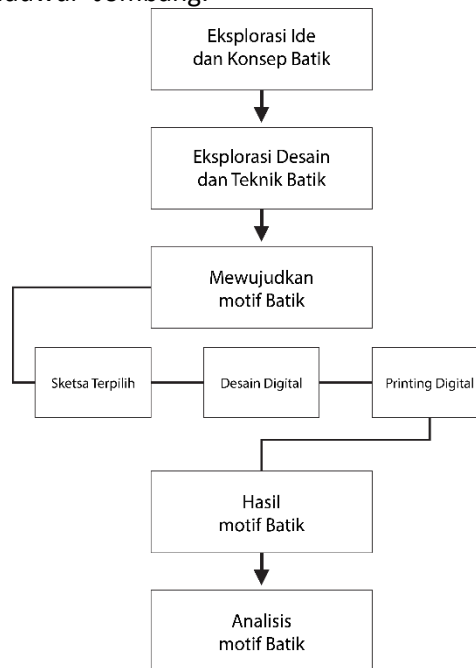 Eksplorasi Ide
dan Konsep Batik
Eksplorasi Desain
dan Teknik Batik
Mewujudkan
motif Batik
Sketsa Terpilih
Desain Digital
Printing Digital
Hasil
motif Batik
Analisis
motif Batik